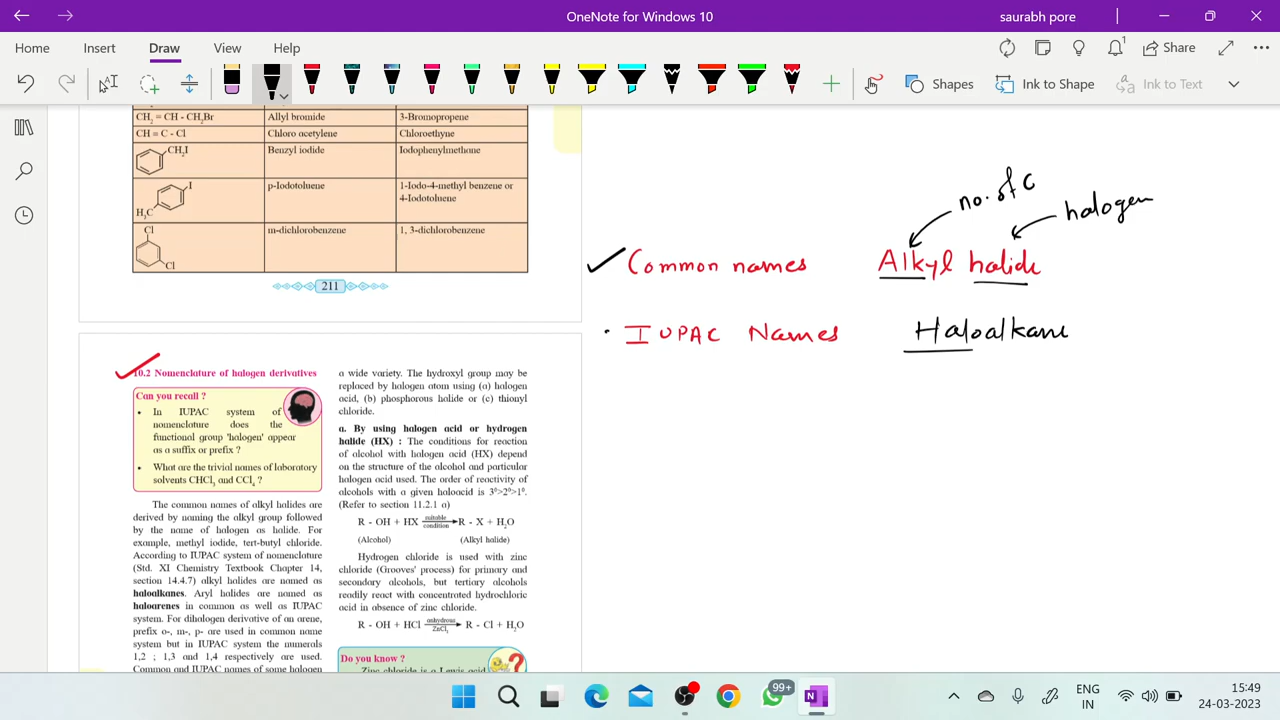 OneNote for Windows 10
saurabh pore
Home Insert Draw View Help
Share
Shapes
Ink to Shape
Ink to Text
CH2 = CH - CH2Br Allyl bromide 3-Bromopropene
CH = C - Cl Chloro acetylene Chloroethyne
CH2I Benzyl iodide Iodophenylmethane
I
H3C
p-Iodotoluene
1-Iodo-4-methyl benzene or
4-Iodotoluene
Cl
Cl
m-dichlorobenzene
1, 3-dichlorobenzene
211
10.2 Nomenclature of halogen derivatives
Can you recall ?
• In IUPAC system of
nomenclature does the
functional group 'halogen' appear
as a suffix or prefix ?
• What are the trivial names of laboratory
solvents CHCl3 and CCl4 ?
The common names of alkyl halides are
derived by naming the alkyl group followed
by the name of halogen as halide. For
example, methyl iodide, tert-butyl chloride.
According to IUPAC system of nomenclature
(Std. XI Chemistry Textbook Chapter 14,
section 14.4.7) alkyl halides are named as
haloalkanes. Aryl halides are named as
haloarenes in common as well as IUPAC
system. For dihalogen derivative of an arene,
prefix o-, m-, p- are used in common name
system but in IUPAC system the numerals
1,2 ; 1,3 and 1,4 respectively are used.
Common and IUPAC names of some halogen
a wide variety. The hydroxyl group may be
replaced by halogen atom using (a) halogen
acid, (b) phosphorous halide or (c) thionyl
chloride.
a. By using halogen acid or hydrogen
halide (HX) : The conditions for reaction
of alcohol with halogen acid (HX) depend
on the structure of the alcohol and particular
halogen acid used. The order of reactivity of
alcohols with a given haloacid is 3°>2°>1°.
(Refer to section 11.2.1 a)
R - OH + HX suitable condition R - X + H2O
(Alcohol) (Alkyl halide)
Hydrogen chloride is used with zinc
chloride (Grooves' process) for primary and
secondary alcohols, but tertiary alcohols
readily react with concentrated hydrochloric
acid in absence of zinc chloride.
R - OH + HCl anhydrous ZnCl2 R - Cl + H2O
Do you know ?
Zinc chloride is a Lewis acid
no. of C
halogen
Common names Alkyl halide
IUPAC Names Haloalkane
99+
ENG
IN
15:49
24-03-2023